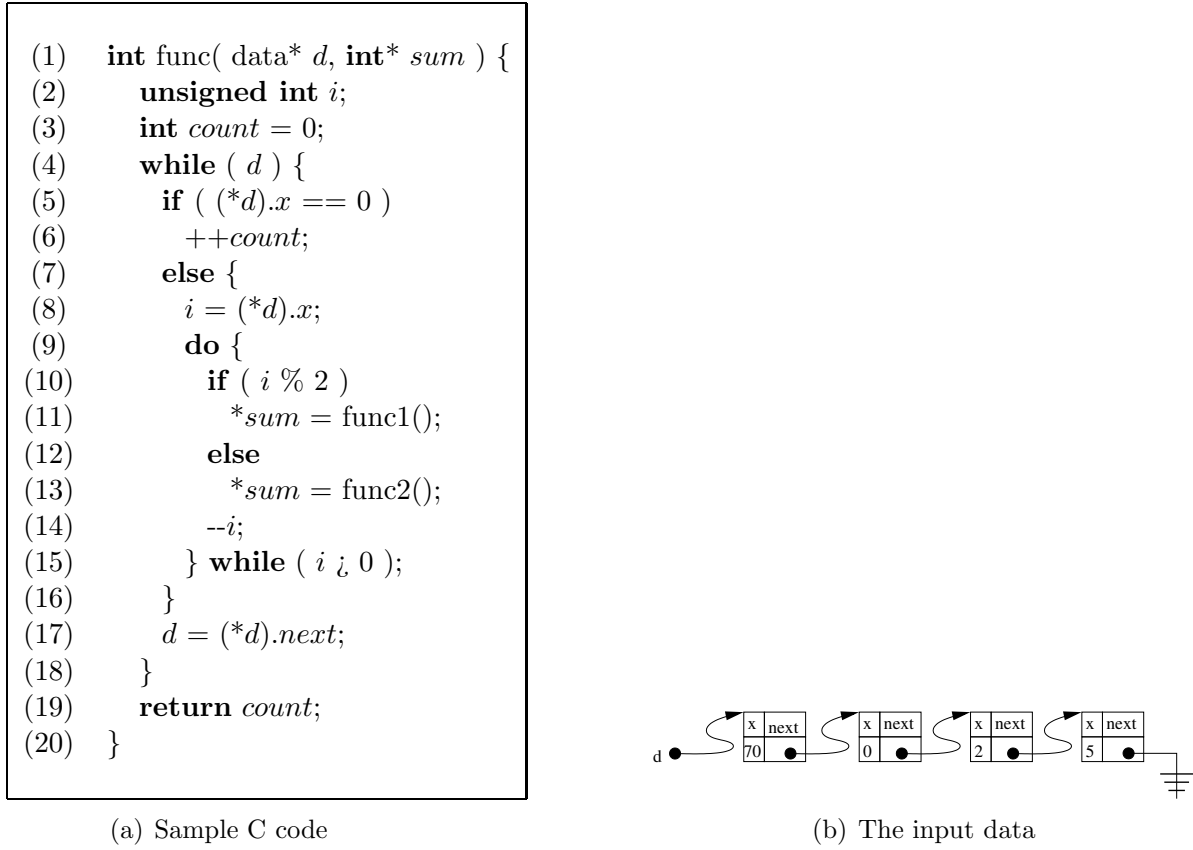 (1) int func( data* d, int* sum ) {
(2) unsigned int i;
(3) int count = 0;
(4) while ( d ) {
(5) if ( (*d).x == 0 )
(6) ++count;
(7) else {
(8) i = (*d).x;
(9) do {
(10) if ( i % 2 )
(11) *sum = func1();
(12) else
(13) *sum = func2();
(14) --i;
(15) } while ( i ¿ 0 );
(16) }
(17) d = (*d).next;
(18) }
(19) return count;
(20) }
(a) Sample C code
d
x next
70
x next
0
x next
2
x next
5
(b) The input data